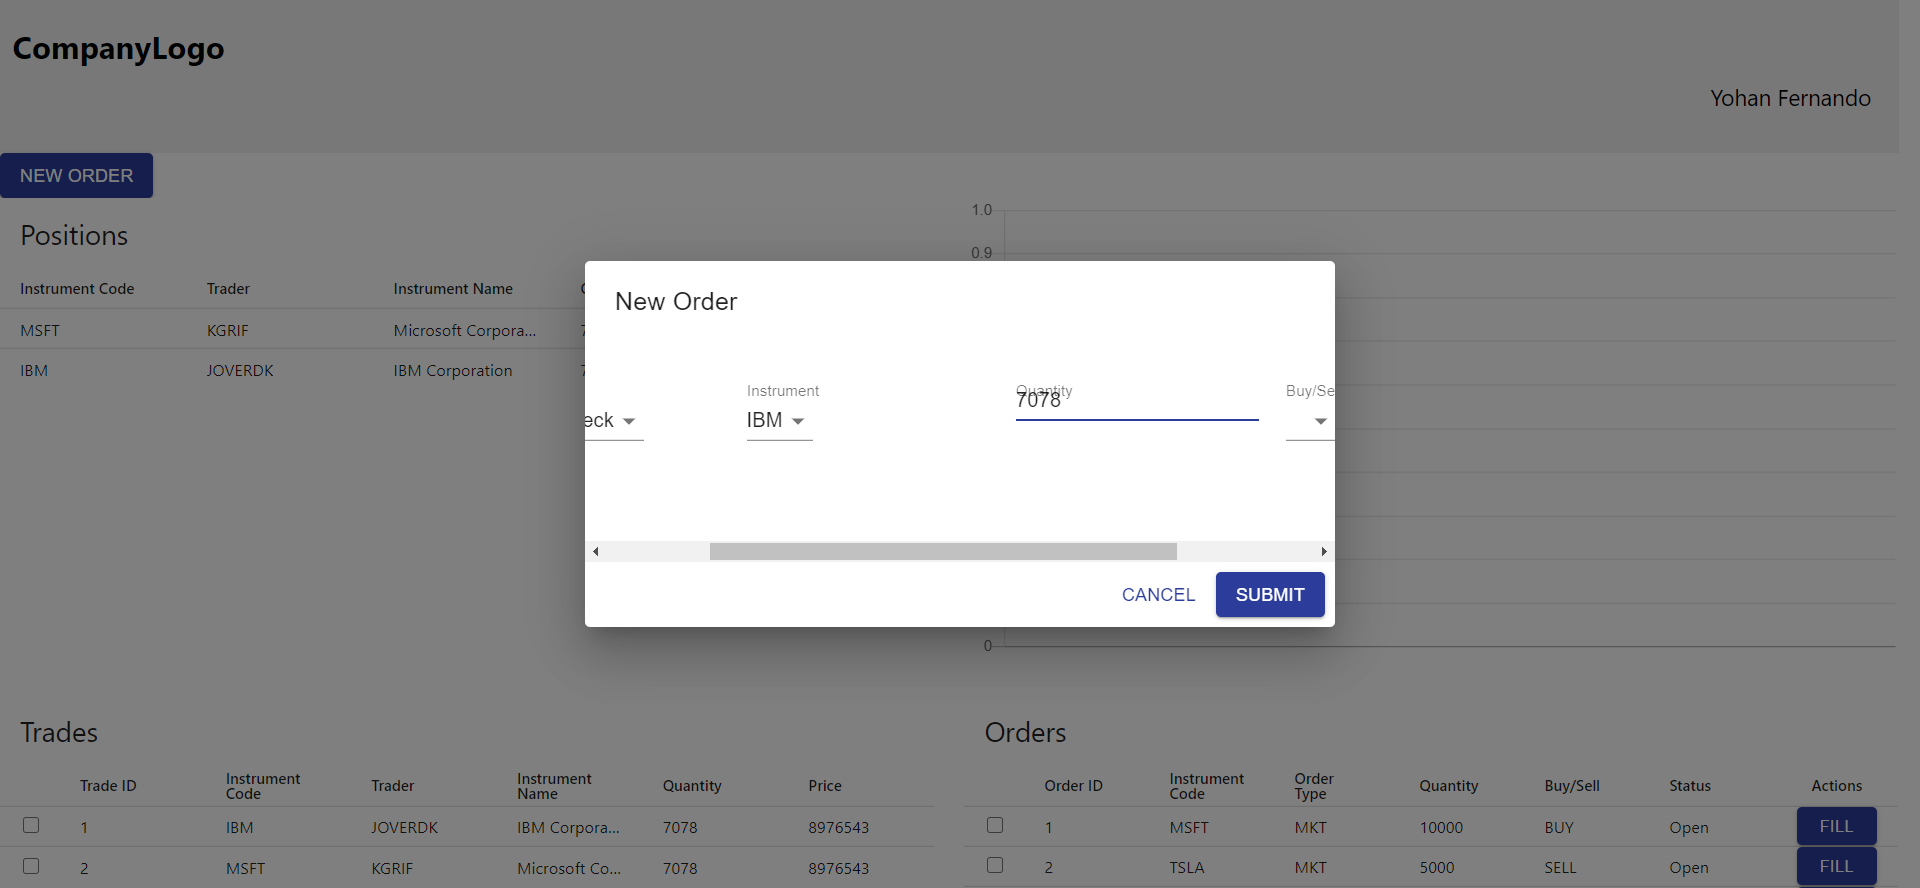 CompanyLogo
Yohan Fernando
NEW ORDER
Positions
Instrument Code Trader Instrument Name
MSFT KGRIF Microsoft Corpora...
IBM JOVERDK IBM Corporation
1.0
0.9
0
New Order
eck
Instrument
IBM
Quantity
7078
Buy/Se
CANCEL SUBMIT
Trades
Trade ID Instrument Code Trader Instrument Name Quantity Price
1 IBM JOVERDK IBM Corpora... 7078 8976543
2 MSFT KGRIF Microsoft Co... 7078 8976543
Orders
Order ID Instrument Code Order Type Quantity Buy/Sell Status Actions
1 MSFT MKT 10000 BUY Open FILL
2 TSLA MKT 5000 SELL Open FILL